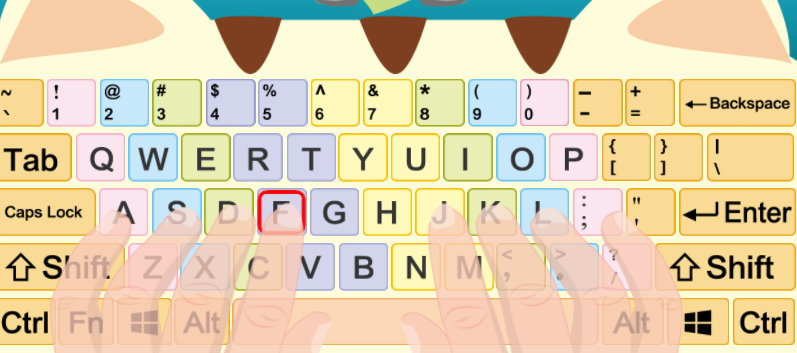 ~ ! @ # $ % ^ & * ( ) – +
` 1 2 3 4 5 6 7 8 9 0 - = ←Backspace
Tab Q W E R T Y U I O P { } |
[ ] \
Caps Lock A S D F G H J K L : "
; ' Enter
Shift Z X C V B N M < > ?
, . / Shift
Ctrl Fn Alt Alt Ctrl